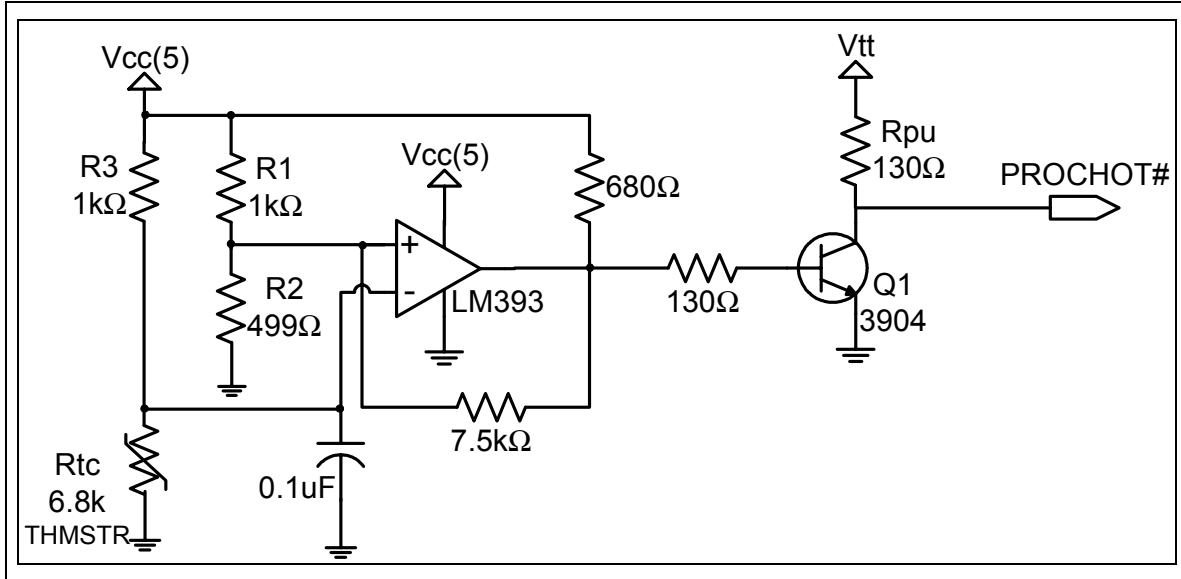 Vcc(5)
R3
1kΩ
R1
1kΩ
R2
499Ω
Vcc(5)
+
-
LM393
680Ω
7.5kΩ
130Ω
Vtt
Rpu
130Ω
PROCHOT#
Q1
3904
Rtc
6.8k
THMSTR
0.1uF